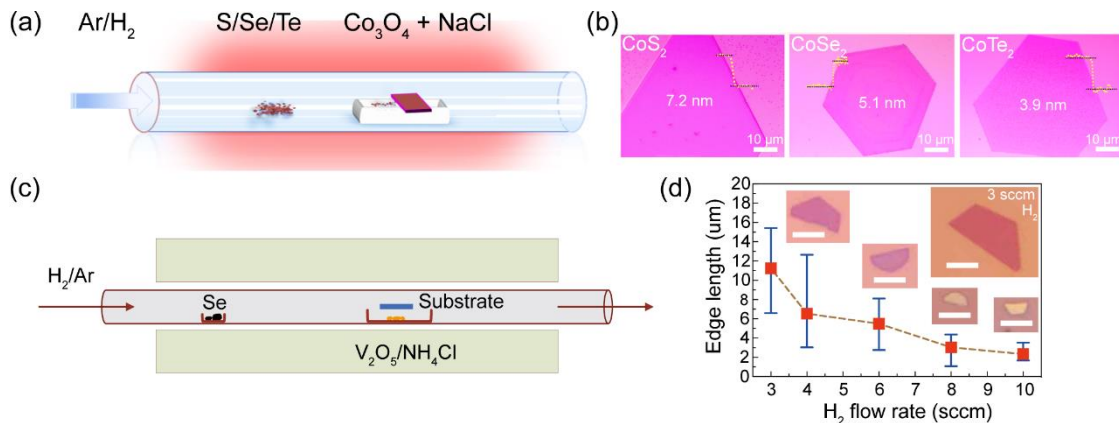 (a)
Ar/H₂ S/Se/Te Co₃O₄ + NaCl
(b)
CoS₂
7.2 nm
10 μm
CoSe₂
5.1 nm
10 μm
CoTe₂
3.9 nm
10 μm
(c)
H₂/Ar
Se
Substrate
V₂O₅/NH₄Cl
(d)
Edge length (um)
20
18
16
14
12
10
8
6
4
2
0
3 sccm
H₂
3 4 5 6 7 8 9 10
H₂ flow rate (sccm)